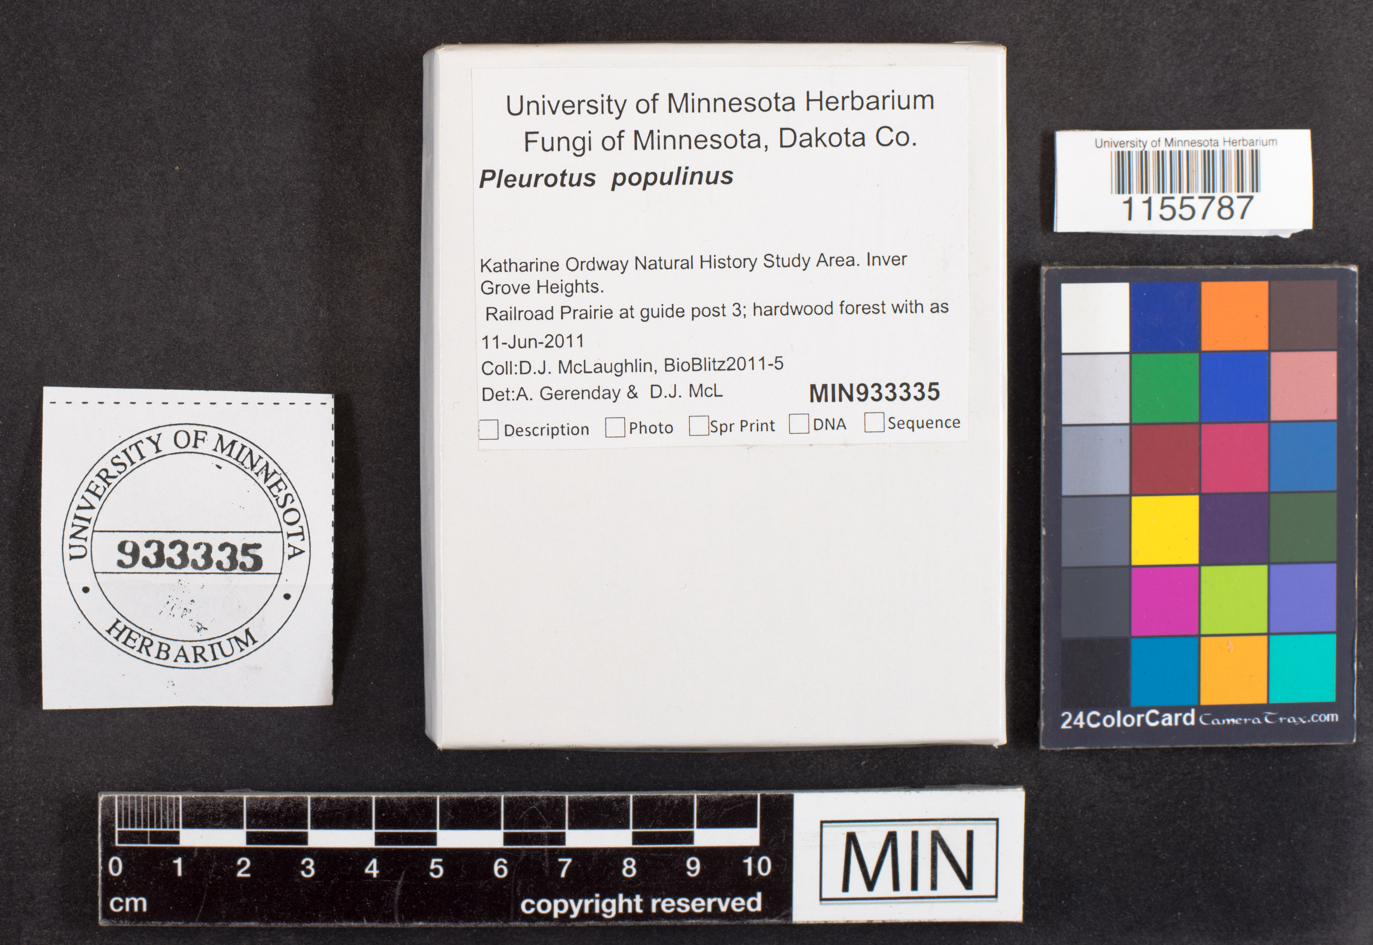 University of Minnesota Herbarium
Fungi of Minnesota, Dakota Co.
Pleurotus populinus
Katharine Ordway Natural History Study Area. Inver
Grove Heights.
Railroad Prairie at guide post 3; hardwood forest with as
11-Jun-2011
Coll:D.J. McLaughlin, BioBlitz2011-5
Det:A. Gerenday & D.J. McL
MIN933335
Description
Photo
Spr Print
DNA
Sequence
University of Minnesota Herbarium
1155787
UNIVERSITY OF MINNESOTA
933335
HERBARIUM
24ColorCard CameraTrax.com
0 1 2 3 4 5 6 7 8 9 10
cm
copyright reserved
MIN